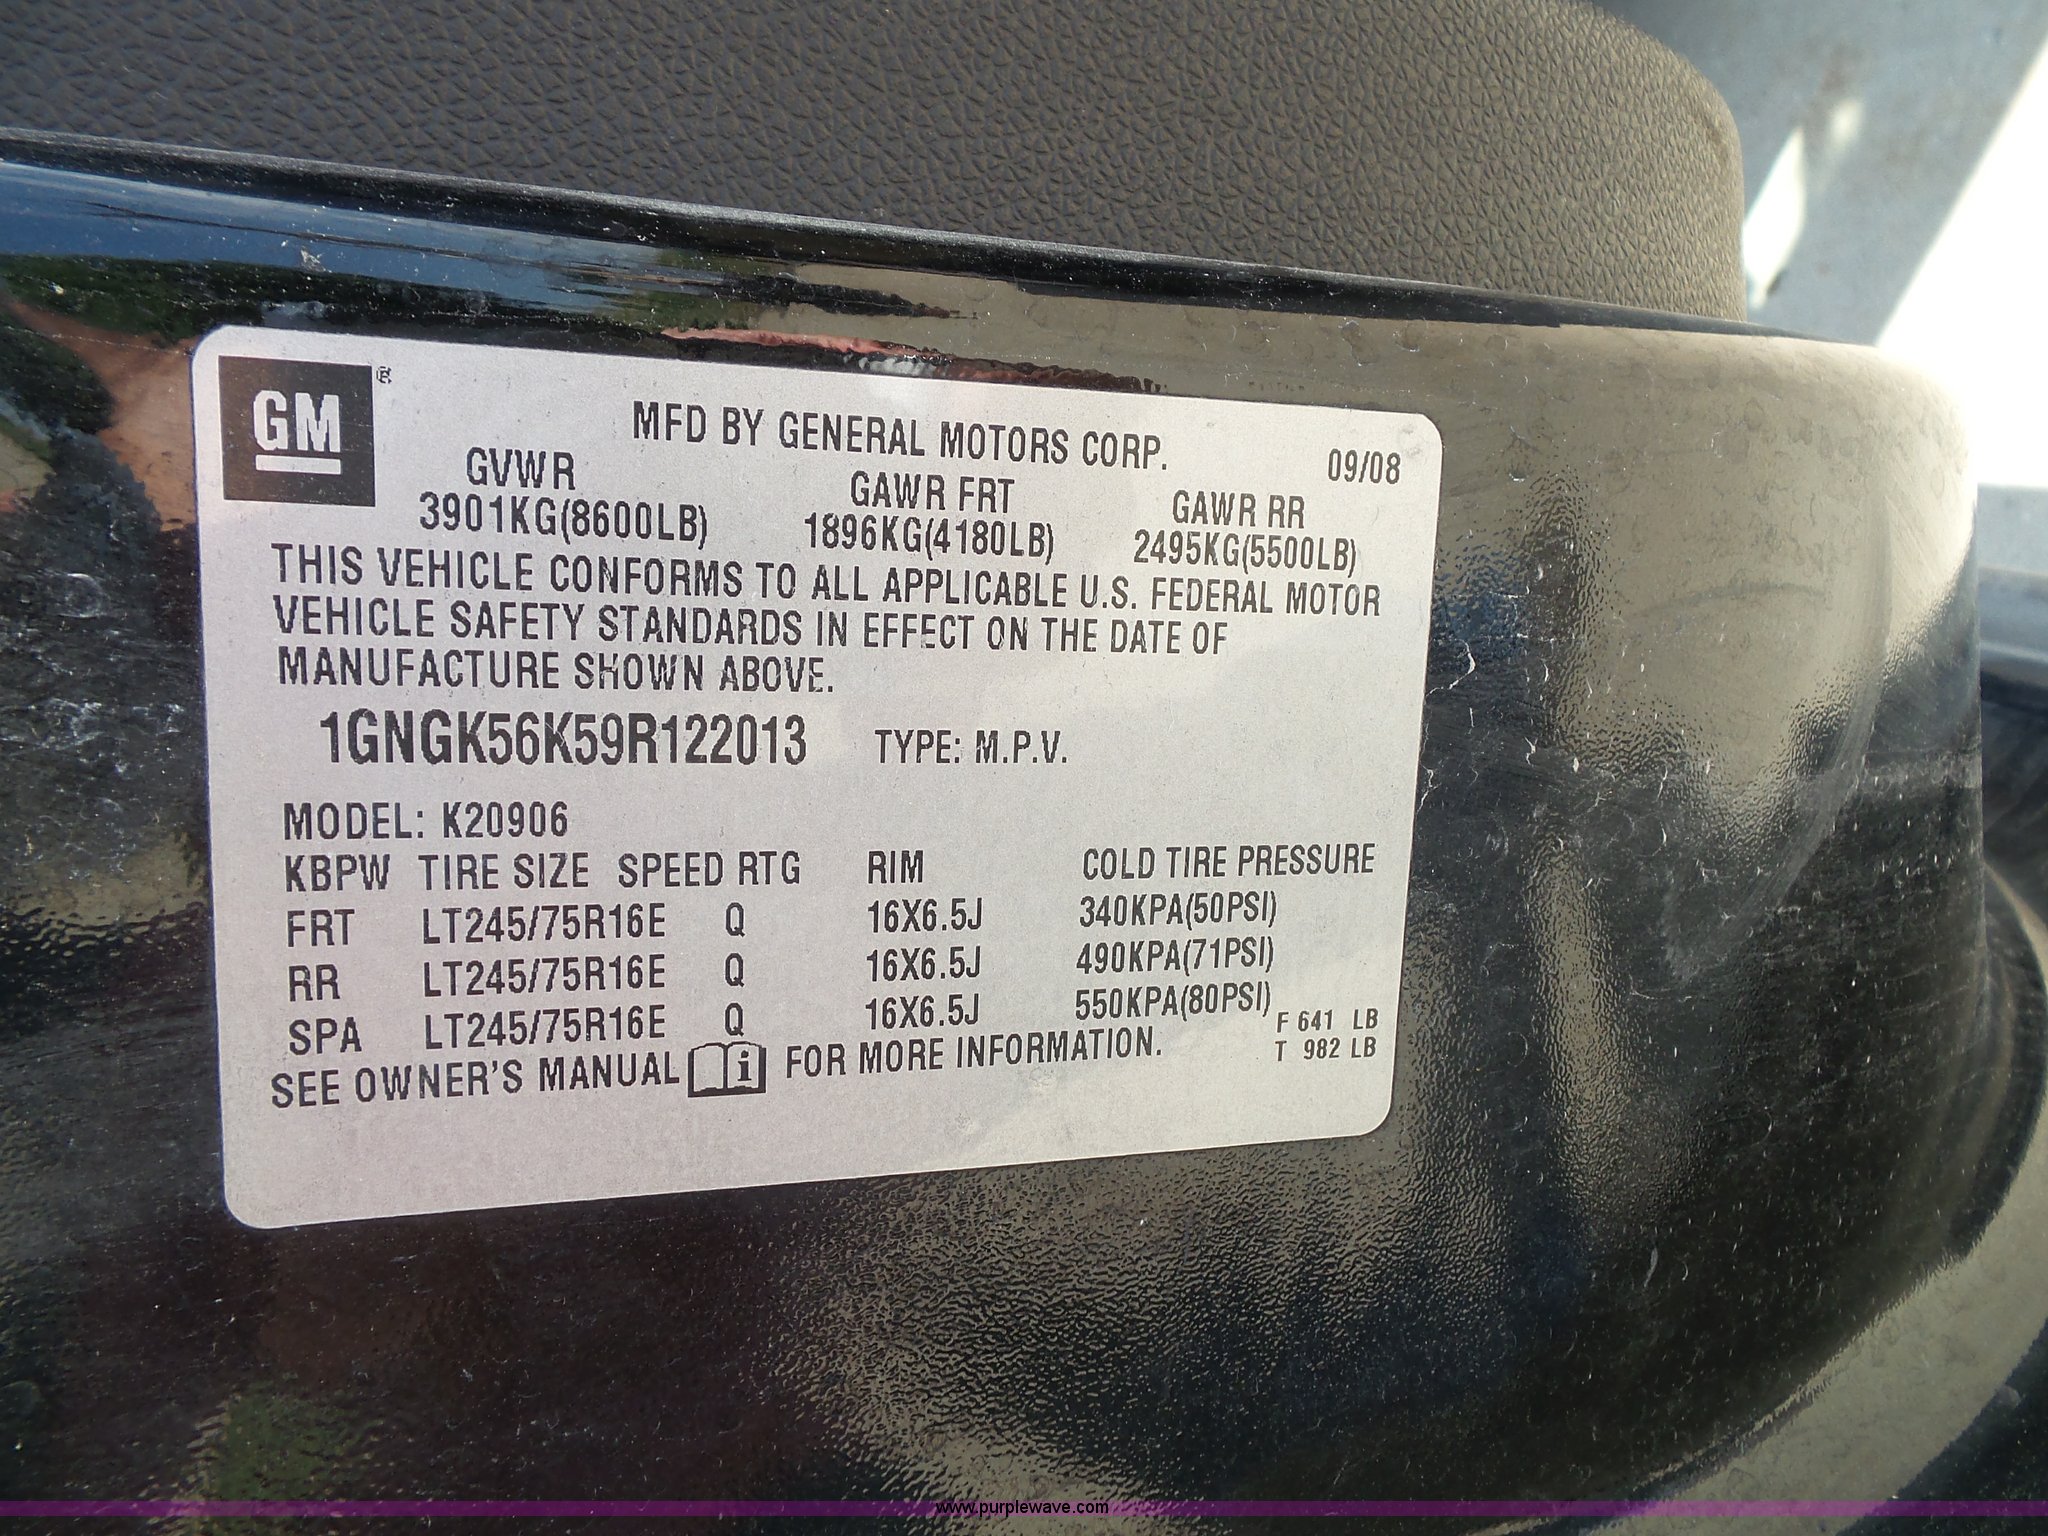 GM ®
MFD BY GENERAL MOTORS CORP.
09/08
GVWR GAWR FRT GAWR RR
3901KG(8600LB) 1896KG(4180LB) 2495KG(5500LB)
THIS VEHICLE CONFORMS TO ALL APPLICABLE U.S. FEDERAL MOTOR
VEHICLE SAFETY STANDARDS IN EFFECT ON THE DATE OF
MANUFACTURE SHOWN ABOVE.
1GNGK56K59R122013 TYPE: M.P.V.
MODEL: K20906
KBPW TIRE SIZE SPEED RTG RIM COLD TIRE PRESSURE
FRT LT245/75R16E Q 16X6.5J 340KPA(50PSI)
RR LT245/75R16E Q 16X6.5J 490KPA(71PSI)
SPA LT245/75R16E Q 16X6.5J 550KPA(80PSI)
F 641 LB
T 982 LB
SEE OWNER'S MANUAL i FOR MORE INFORMATION.
www.purplewave.com